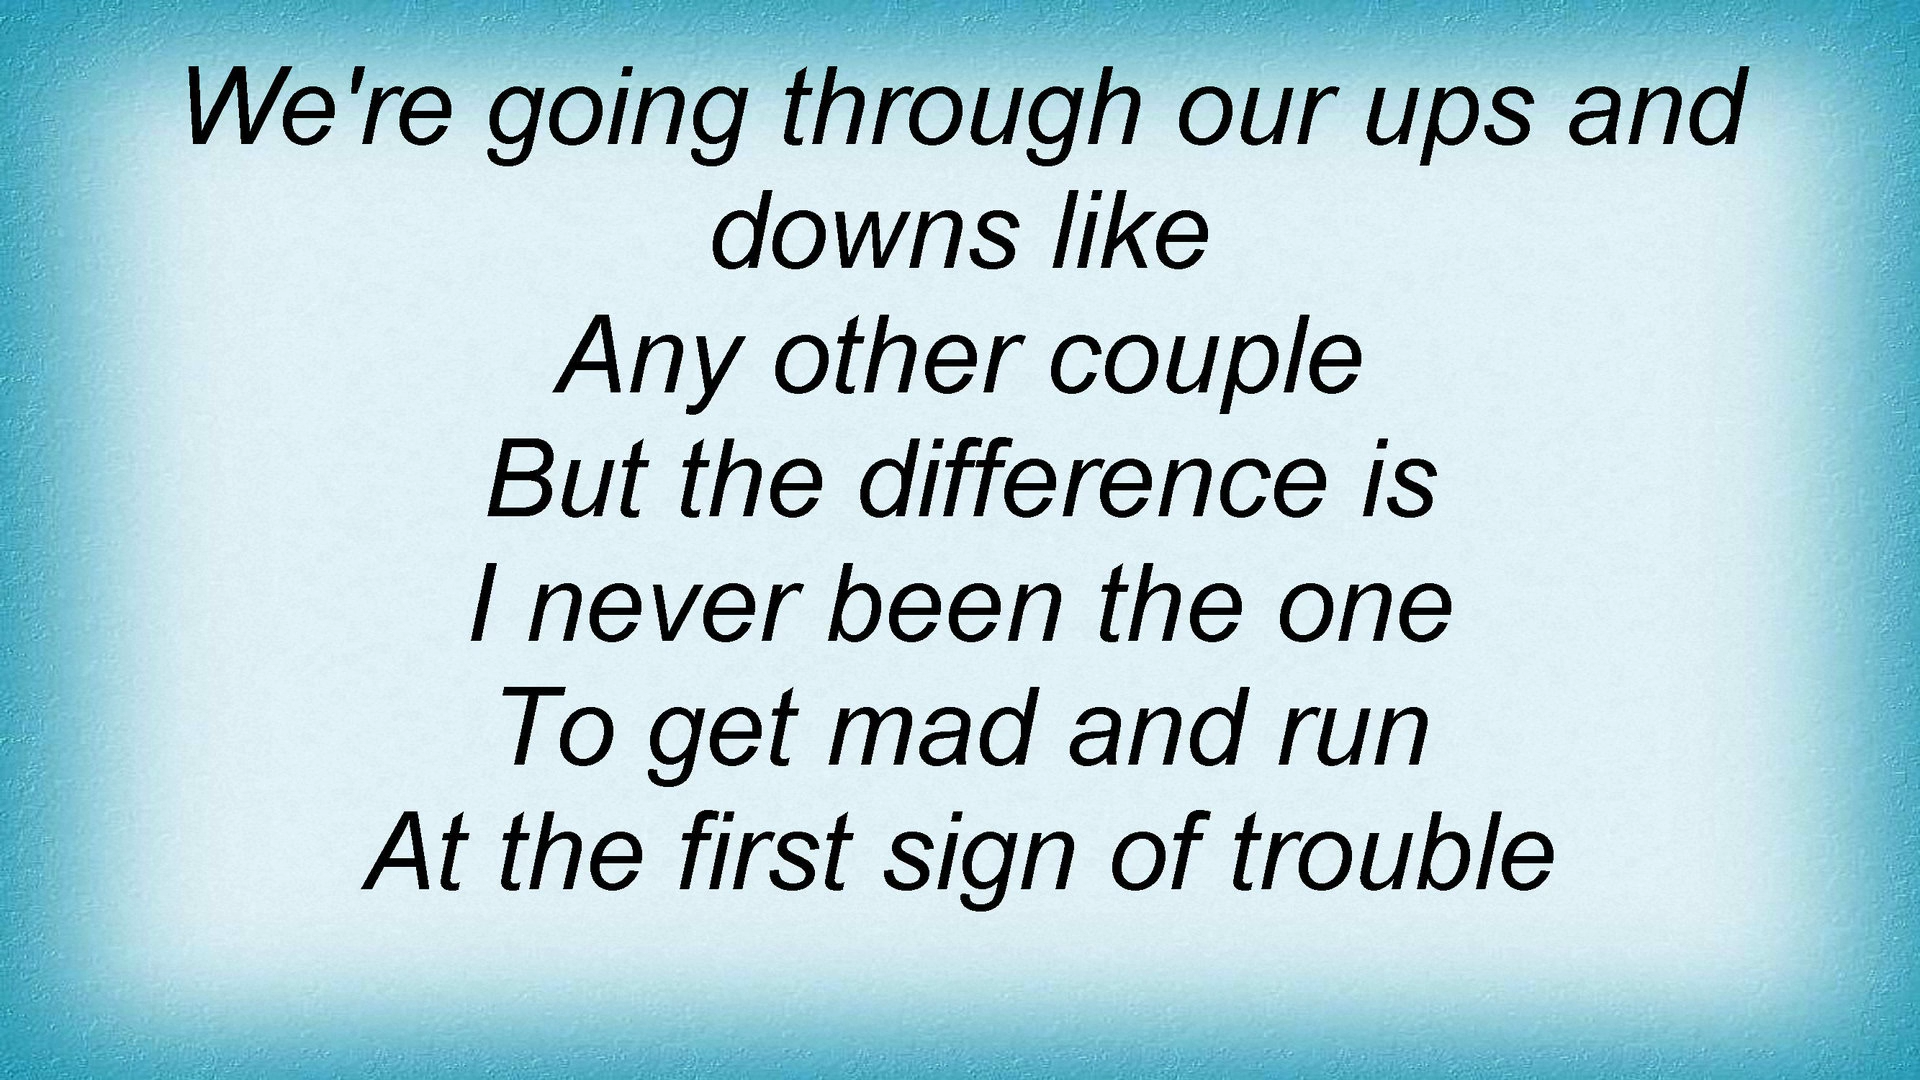 We're going through our ups and
downs like
Any other couple
But the difference is
I never been the one
To get mad and run
At the first sign of trouble